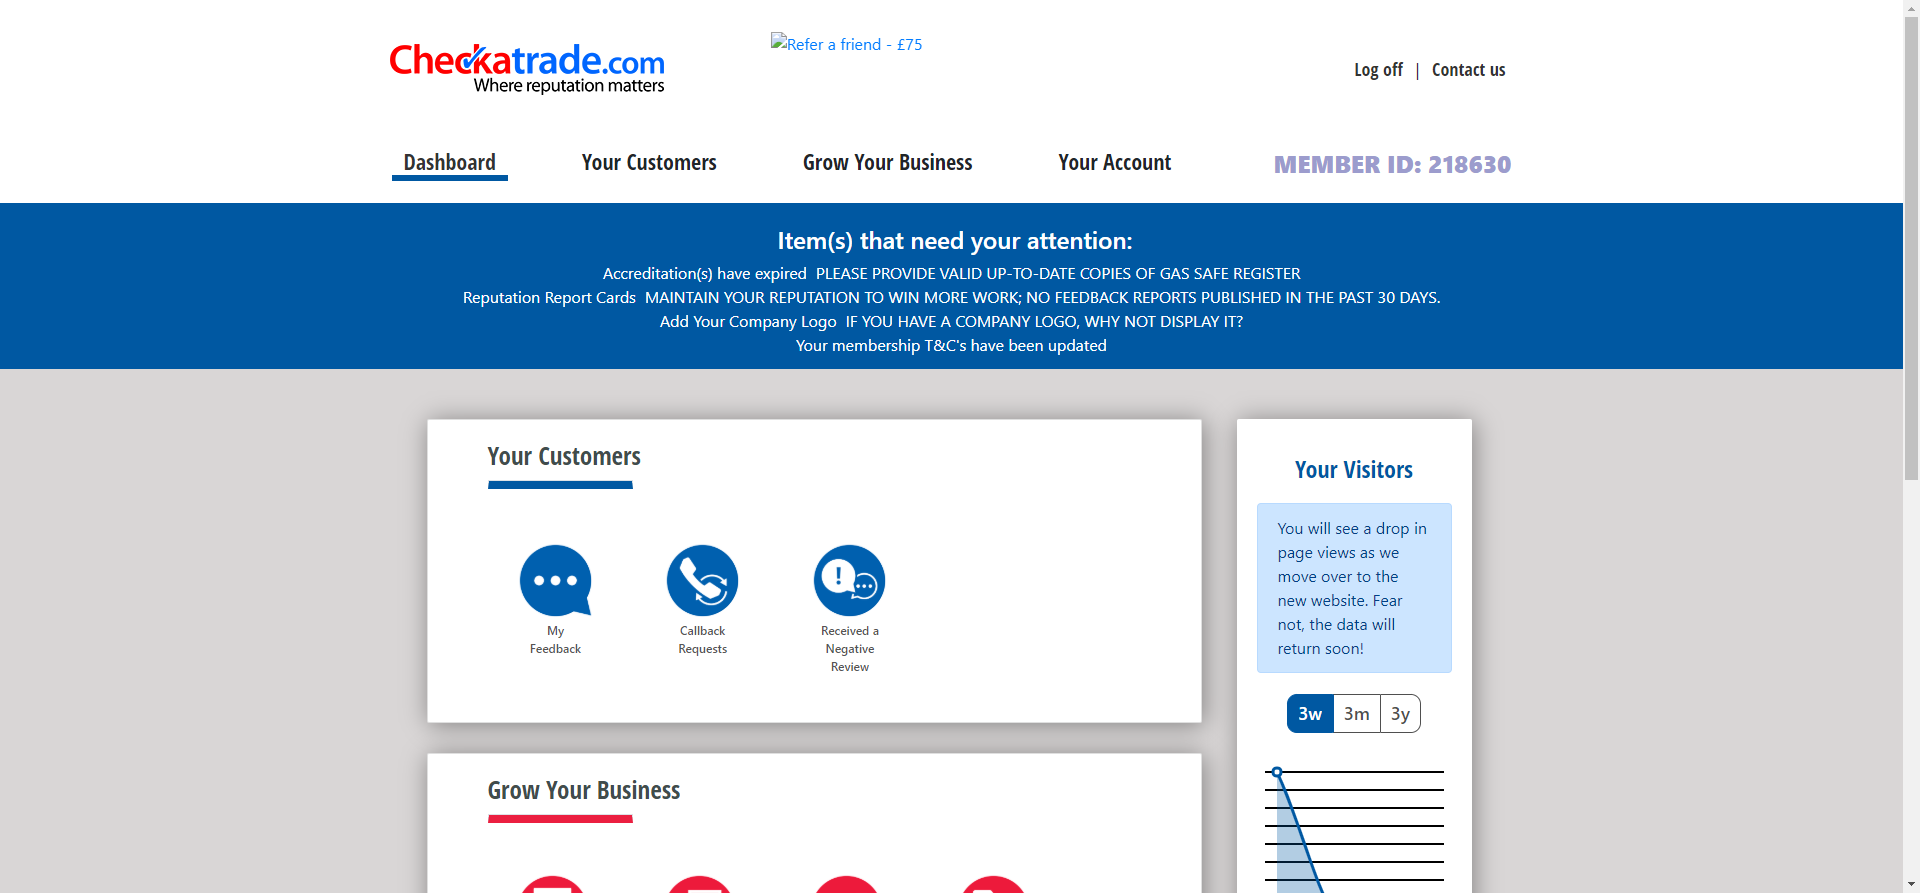 Checkatrade.com
Where reputation matters
Refer a friend - £75
Log off | Contact us
Dashboard
Your Customers
Grow Your Business
Your Account
MEMBER ID: 218630
Item(s) that need your attention:
Accreditation(s) have expired PLEASE PROVIDE VALID UP-TO-DATE COPIES OF GAS SAFE REGISTER
Reputation Report Cards MAINTAIN YOUR REPUTATION TO WIN MORE WORK; NO FEEDBACK REPORTS PUBLISHED IN THE PAST 30 DAYS.
Add Your Company Logo IF YOU HAVE A COMPANY LOGO, WHY NOT DISPLAY IT?
Your membership T&C's have been updated
Your Customers
My
Feedback
Callback
Requests
Received a
Negative
Review
Grow Your Business
Your Visitors
You will see a drop in
page views as we
move over to the
new website. Fear
not, the data will
return soon!
3w 3m 3y